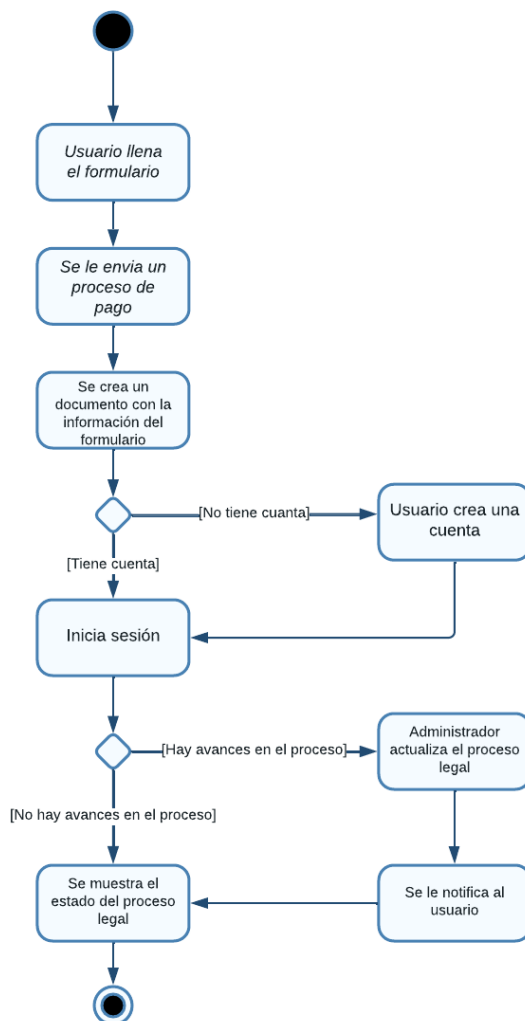 Usuario llena
el formulario
Se le envia un
proceso de
pago
Se crea un
documento con la
información del
formulario
[No tiene cuanta]
Usuario crea una
cuenta
[Tiene cuenta]
Inicia sesión
[Hay avances en el proceso]
Administrador
actualiza el proceso
legal
[No hay avances en el proceso]
Se muestra el
estado del proceso
legal
Se le notifica al
usuario